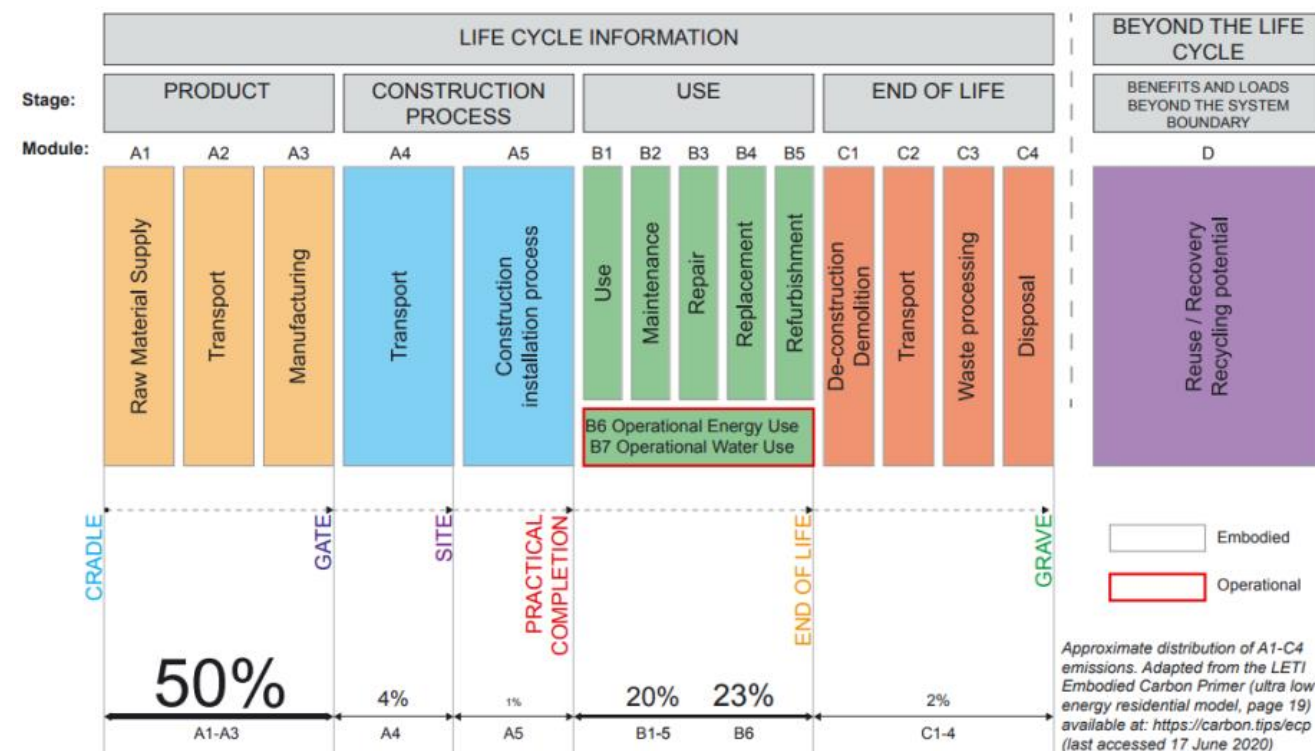 LIFE CYCLE INFORMATION
BEYOND THE LIFE
CYCLE
Stage:
PRODUCT
CONSTRUCTION
PROCESS
USE
END OF LIFE
BENEFITS AND LOADS
BEYOND THE SYSTEM
BOUNDARY
Module:
A1
A2
A3
A4
A5
B1
B2
B3
B4
B5
C1
C2
C3
C4
D
Raw Material Supply
Transport
Manufacturing
Transport
Construction
installation process
Use
Maintenance
Repair
Replacement
Refurbishment
B6 Operational Energy Use
B7 Operational Water Use
De-construction
Demolition
Transport
Waste processing
Disposal
Reuse / Recovery
Recycling potential
CRADLE
GATE
SITE
PRACTICAL
COMPLETION
END OF LIFE
GRAVE
Embodied
Operational
50%
4%
1%
20%
23%
2%
A1-A3
A4
A5
B1-5
B6
C1-4
Approximate distribution of A1-C4
emissions. Adapted from the LETI
Embodied Carbon Primer (ultra low
energy residential model, page 19)
available at: https://carbon.tips/ecp
(last accessed 17 June 2020)